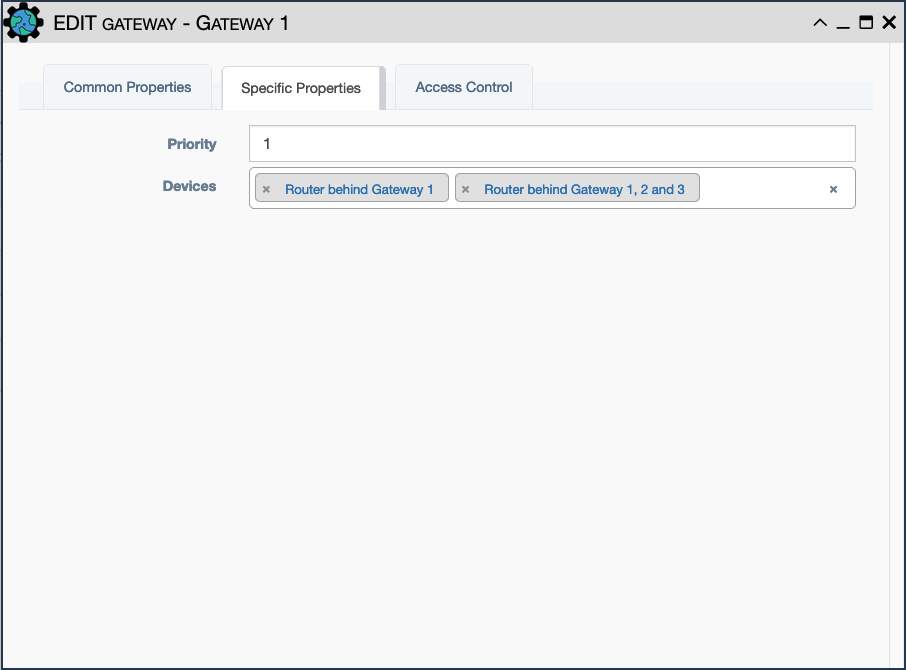 EDIT GATEWAY - GATEWAY 1
Common Properties Specific Properties Access Control
Priority 1
Devices × Router behind Gateway 1 × Router behind Gateway 1, 2 and 3 ×